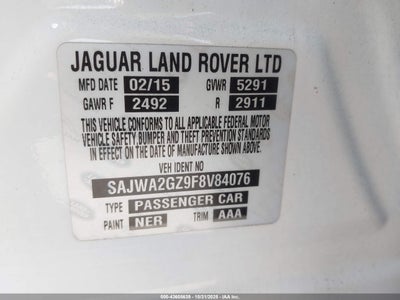 JAGUAR LAND ROVER LTD
MFD DATE 02/15 GVWR 5291
GAWR F 2492 R 2911
THIS VEHICLE CONFORMS TO ALL APPLICABLE FEDERAL MOTOR
VEHICLE SAFETY, BUMPER AND THEFT PREVENTION STANDARDS
IN EFFECT ON THE DATE OF MANUFACTURE SHOWN ABOVE.
VEH IDENT NO
SAJWA2GZ9F8V84076
TYPE PASSENGER CAR
PAINT NER TRIM AAA